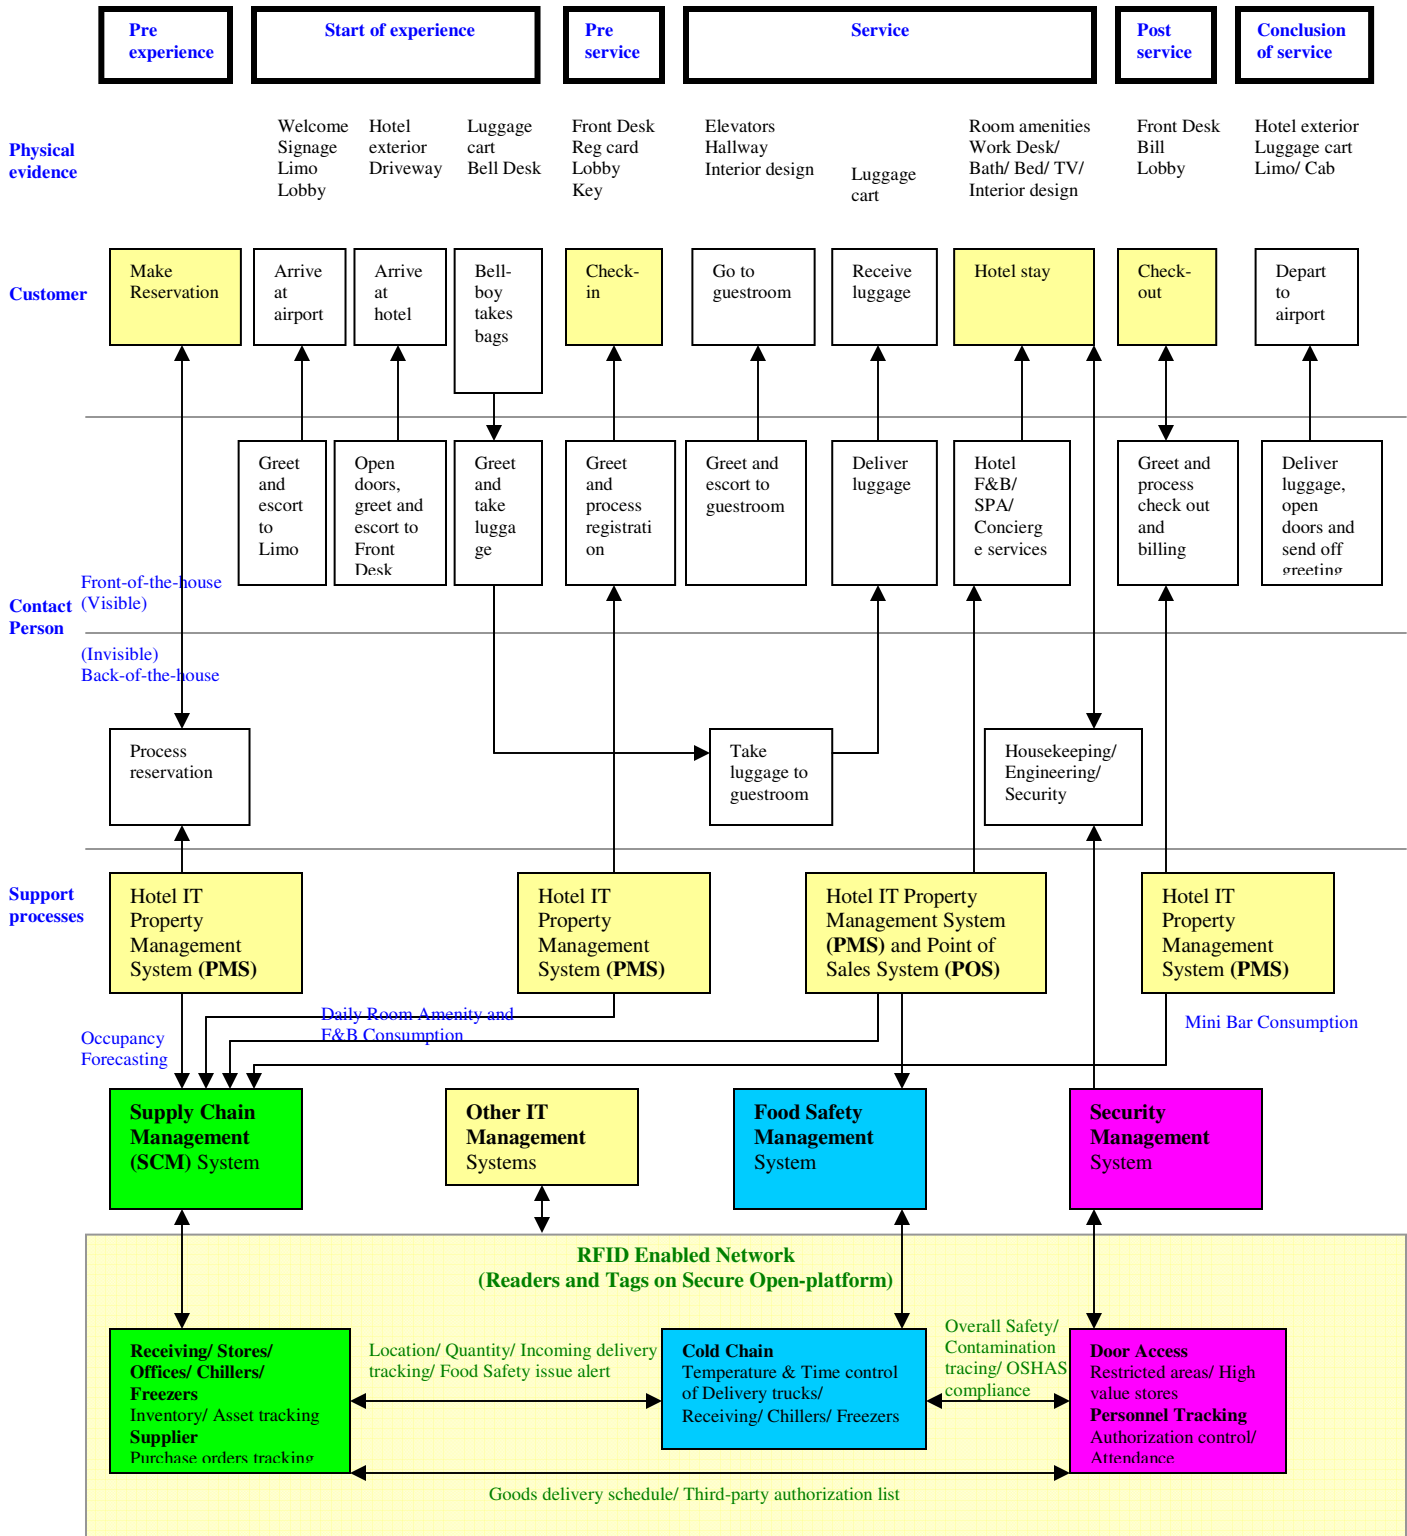 Pre
experience
Start of experience
Pre
service
Service
Post
service
Conclusion
of service
Physical
evidence
Welcome
Signage
Limo
Lobby
Hotel
exterior
Driveway
Luggage
cart
Bell Desk
Front Desk
Reg card
Lobby
Key
Elevators
Hallway
Interior design
Luggage
cart
Room amenities
Work Desk/
Bath/ Bed/ TV/
Interior design
Front Desk
Bill
Lobby
Hotel exterior
Luggage cart
Limo/ Cab
Customer
Make
Reservation
Arrive
at
airport
Arrive
at
hotel
Bell-
boy
takes
bags
Check-
in
Go to
guestroom
Receive
luggage
Hotel stay
Check-
out
Depart
to
airport
Contact
Person
Front-of-the-house
(Visible)
(Invisible)
Back-of-the-house
Greet
and
escort
to
Limo
Open
doors,
greet and
escort to
Front
Desk
Greet
and
take
lugga
ge
Greet
and
process
registrati
on
Greet and
escort to
guestroom
Deliver
luggage
Hotel
F&B/
SPA/
Concierg
e services
Greet and
process
check out
and
billing
Deliver
luggage,
open
doors and
send off
greeting
Process
reservation
Take
luggage to
guestroom
Housekeeping/
Engineering/
Security
Support
processes
Hotel IT
Property
Management
System (PMS)
Hotel IT
Property
Management
System (PMS)
Hotel IT Property
Management System
(PMS) and Point of
Sales System (POS)
Hotel IT
Property
Management
System (PMS)
Occupancy
Forecasting
Daily Room Amenity and
F&B Consumption
Mini Bar Consumption
Supply Chain
Management
(SCM) System
Other IT
Management
Systems
Food Safety
Management
System
Security
Management
System
RFID Enabled Network
(Readers and Tags on Secure Open-platform)
Receiving/ Stores/
Offices/ Chillers/
Freezers
Inventory/ Asset tracking
Supplier
Purchase orders tracking
Location/ Quantity/ Incoming delivery
tracking/ Food Safety issue alert
Cold Chain
Temperature & Time control
of Delivery trucks/
Receiving/ Chillers/ Freezers
Overall Safety/
Contamination
tracing/ OSHAS
compliance
Door Access
Restricted areas/ High
value stores
Personnel Tracking
Authorization control/
Attendance
Goods delivery schedule/ Third-party authorization list